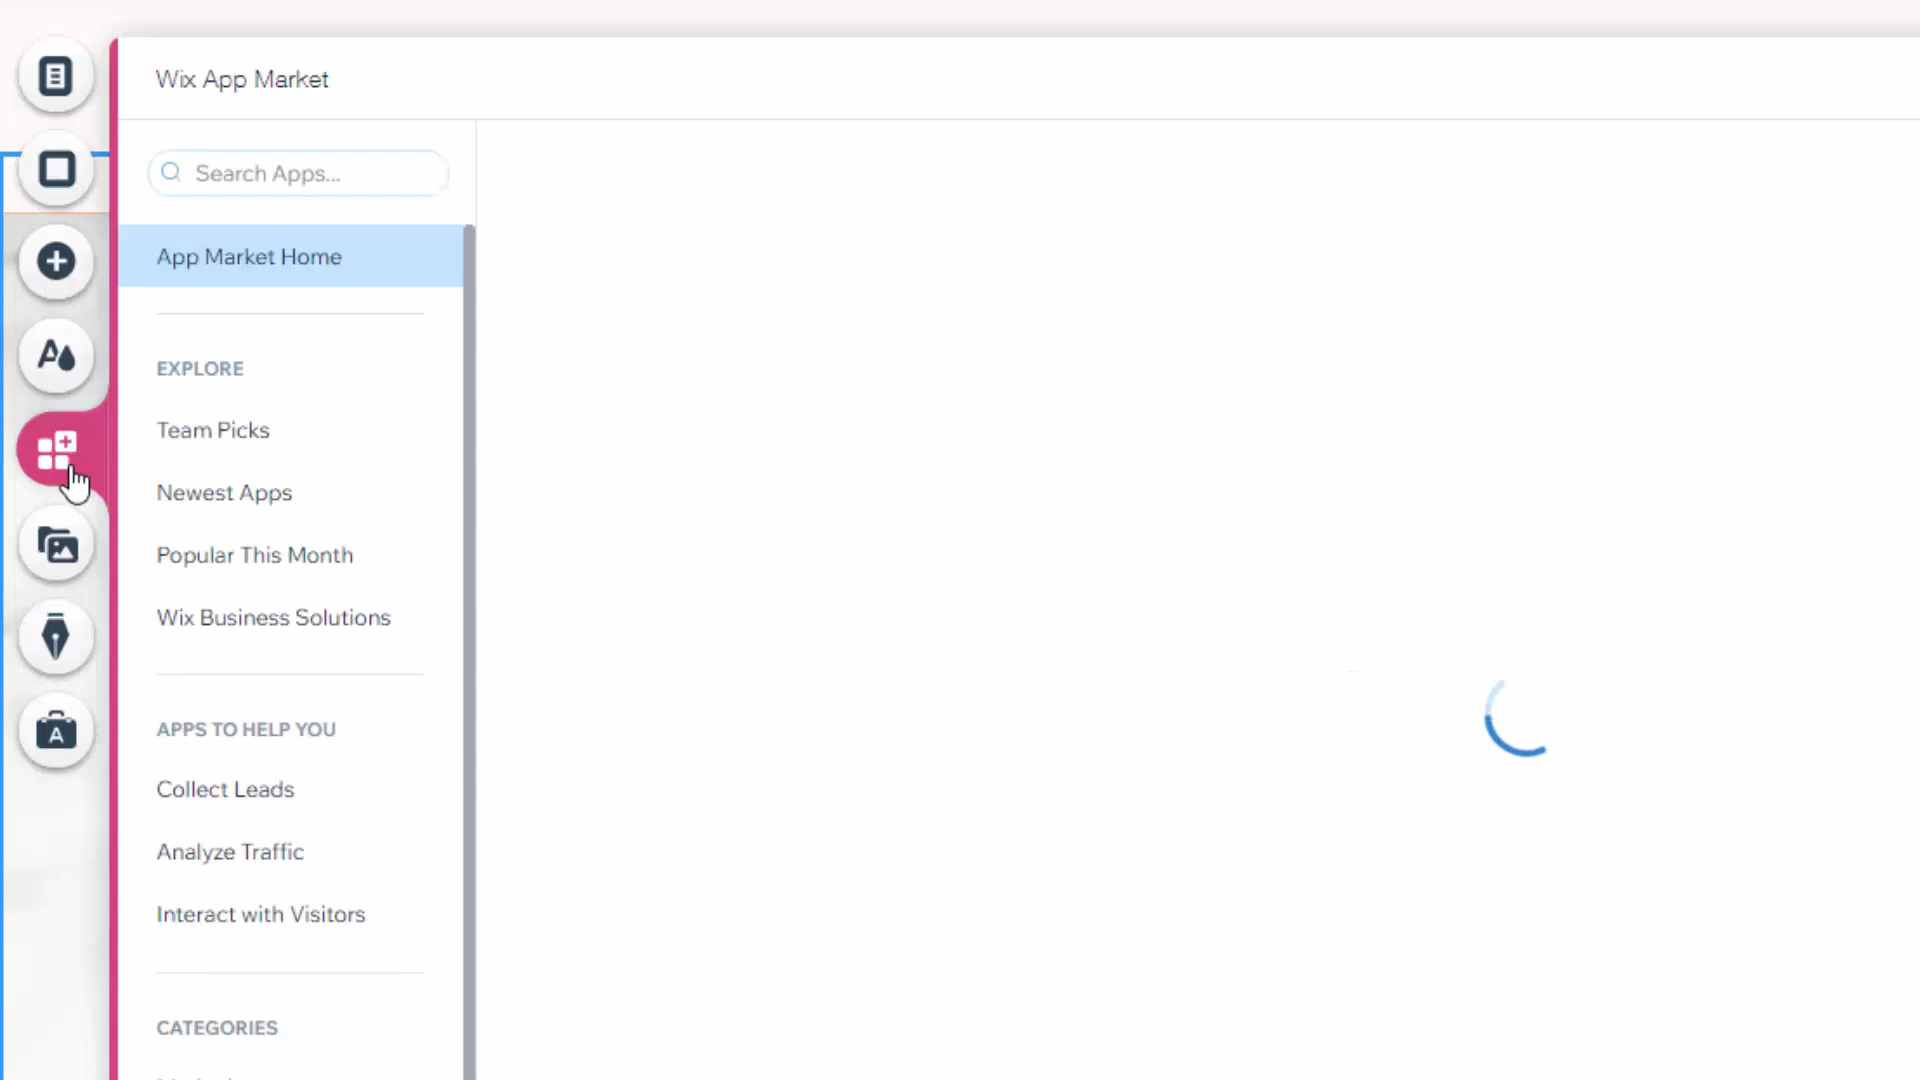 Wix App Market
Search Apps...
App Market Home
EXPLORE
Team Picks
Newest Apps
Popular This Month
Wix Business Solutions
APPS TO HELP YOU
Collect Leads
Analyze Traffic
Interact with Visitors
CATEGORIES